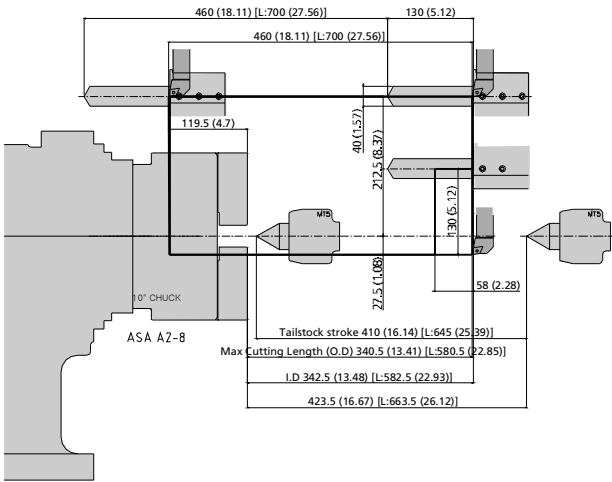 460 (18.11) [L:700 (27.56)]
130 (5.12)
460 (18.11) [L:700 (27.56)]
119.5 (4.7)
40 (1.57)
212.5 (8.37)
130 (5.12)
MT5
MT5
27.5 (1.08)
58 (2.28)
10" CHUCK
ASA A2-8
Tailstock stroke 410 (16.14) [L:645 (25.39)]
Max Cutting Length (O.D) 340.5 (13.41) [L:580.5 (22.85)]
I.D 342.5 (13.48) [L:582.5 (22.93)]
423.5 (16.67) [L:663.5 (26.12)]